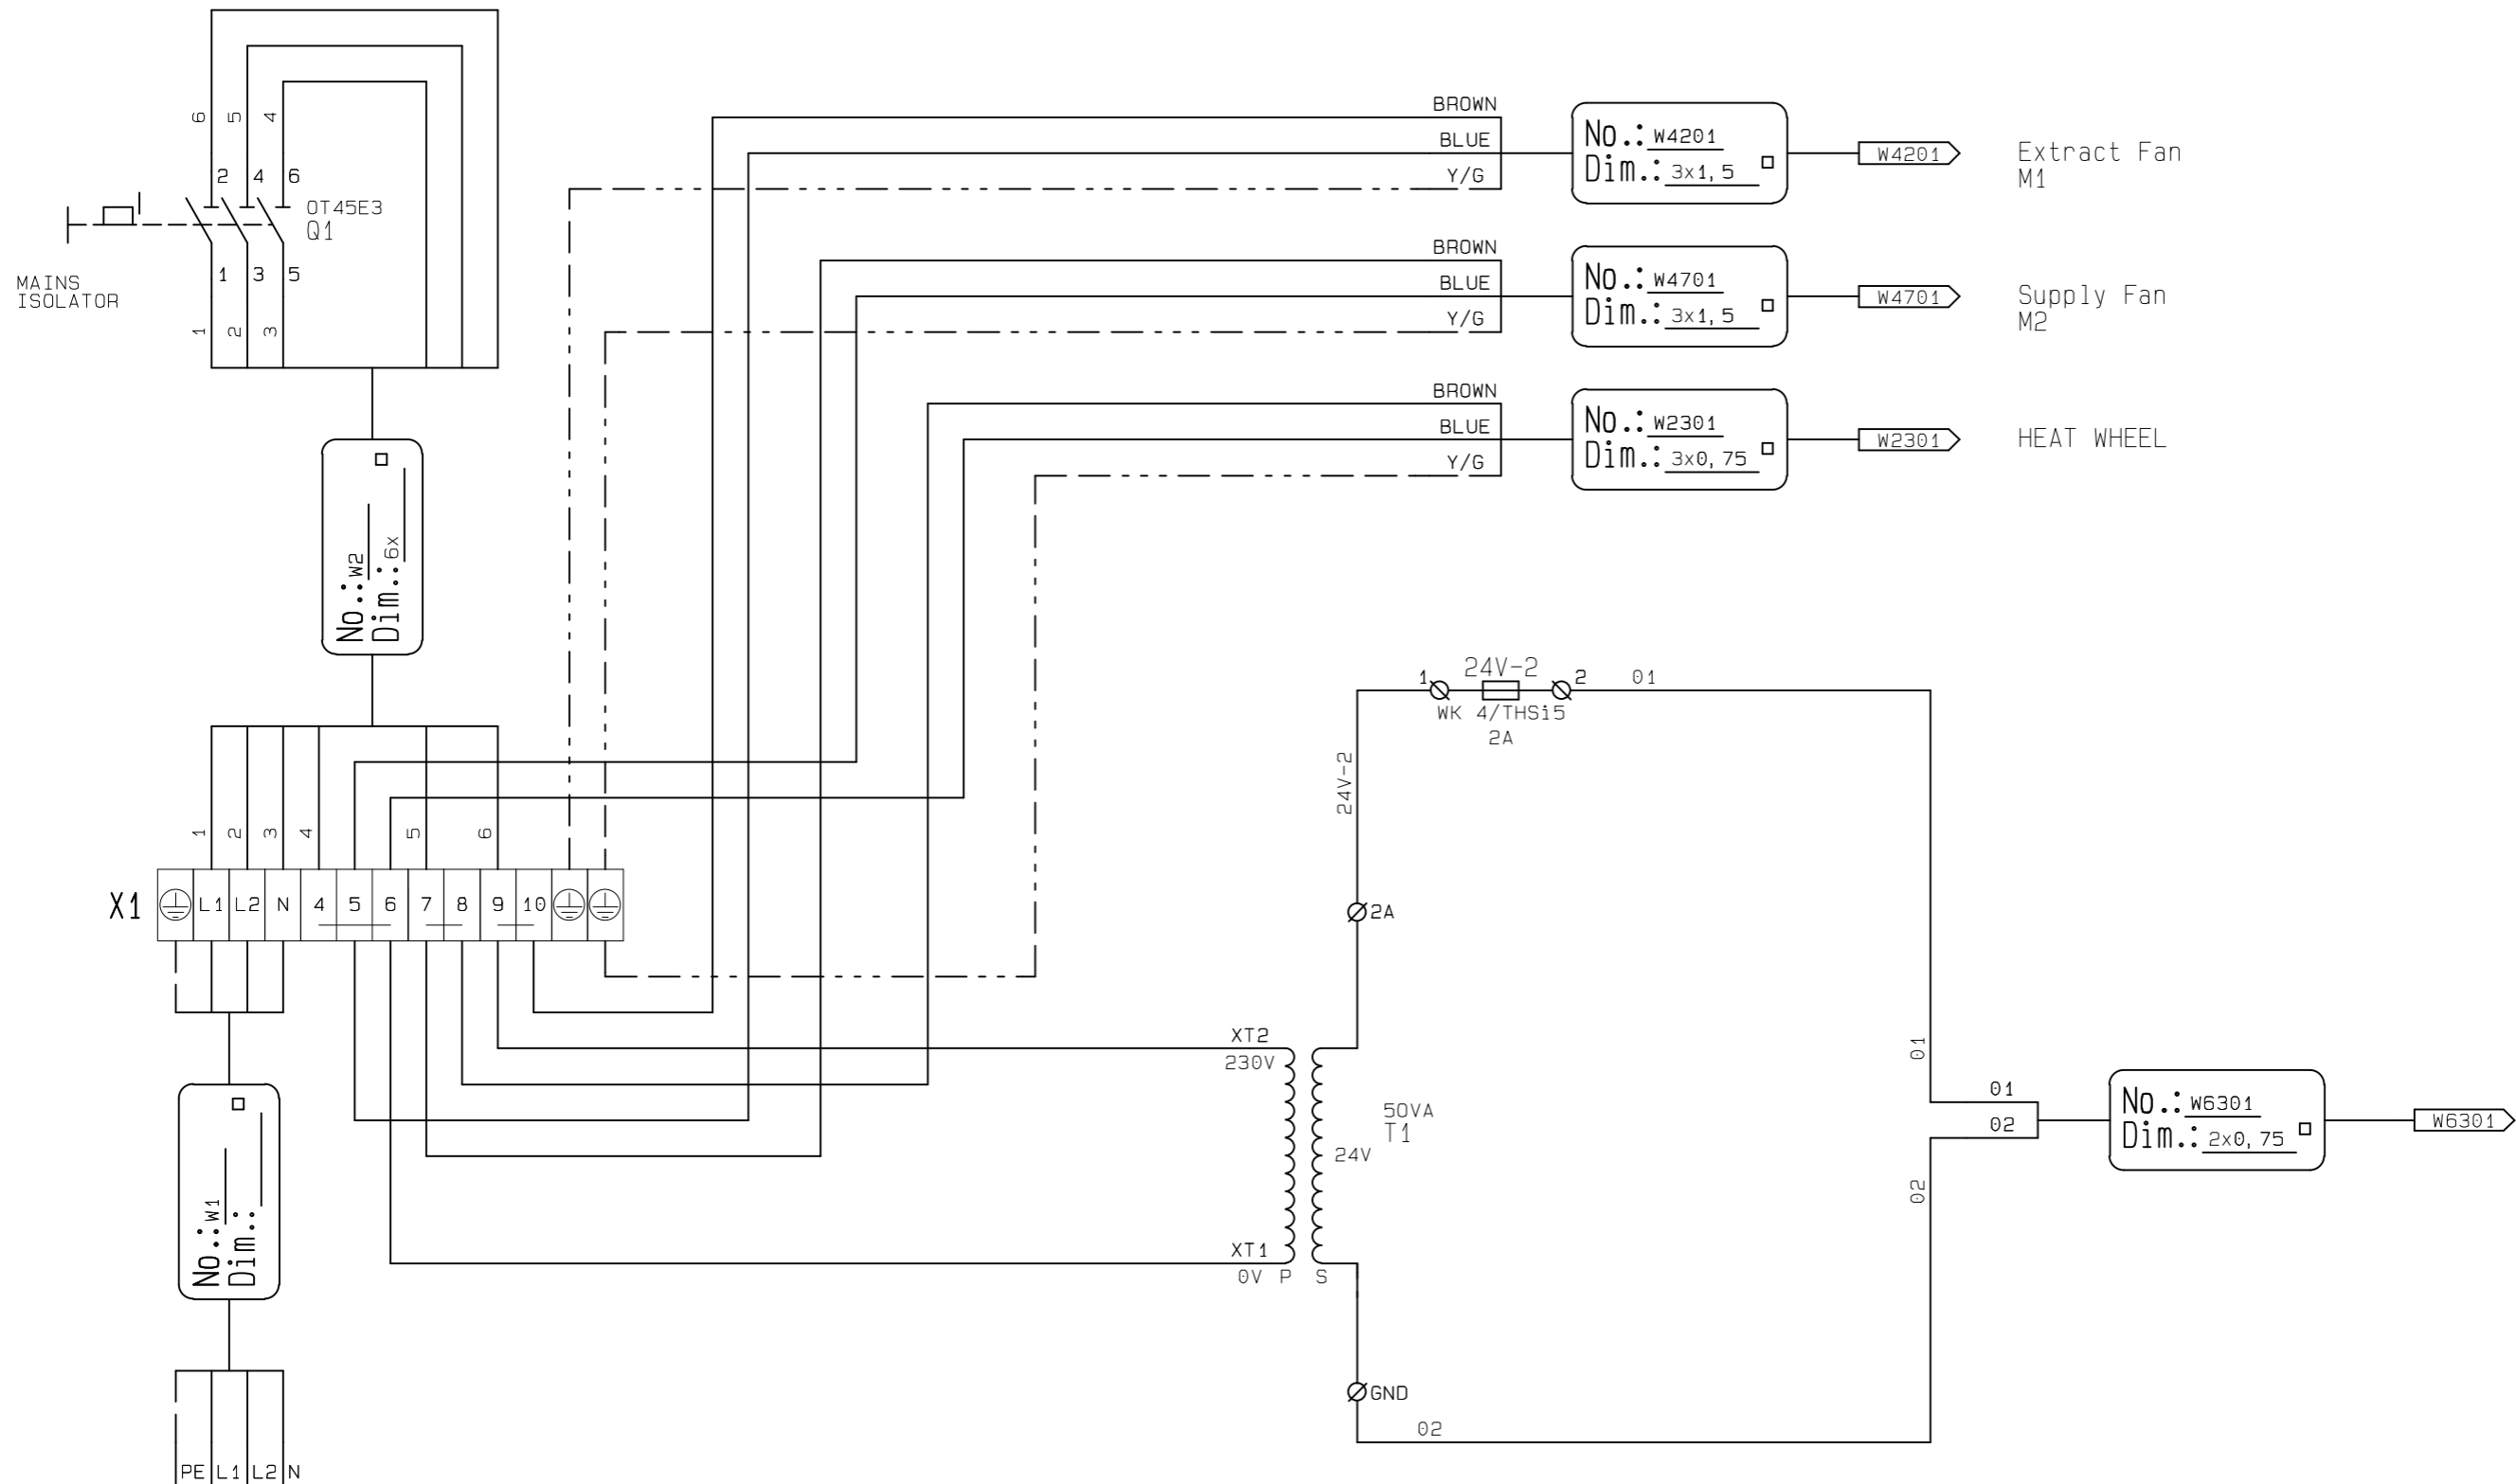 6
5
4
2
4
6
OT45E3
Q1
1
3
5
MAINS
ISOLATOR
1
2
3
BROWN
BLUE
Y/G
No.: W4201
Dim.: 3x1,5
W4201
Extract Fan
M1
BROWN
BLUE
Y/G
No.: W4701
Dim.: 3x1,5
W4701
Supply Fan
M2
BROWN
BLUE
Y/G
No.: W2301
Dim.: 3x0,75
W2301
HEAT WHEEL
No.: W2
Dim.: 6x
1
24V-2
2
01
WK 4/THSi5
2A
24V-2
1
2
3
4
5
6
X1
L1
L2
N
4
5
6
7
8
9
10
2A
XT2
230V
50VA
T1
24V
XT1
0V
P
S
01
01
02
02
No.: W6301
Dim.: 2x0,75
W6301
No.: W1
Dim.:
GND
02
PE
L1
L2
N